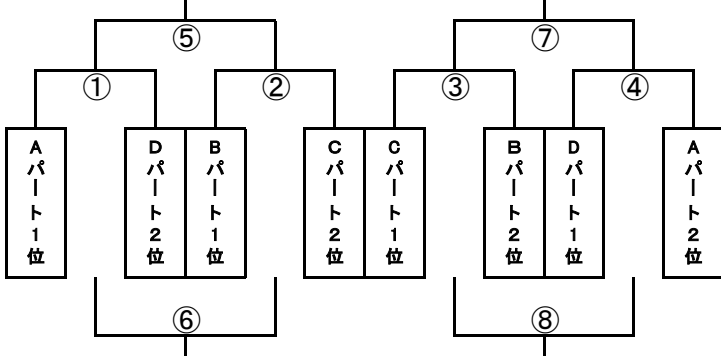 ⑤
⑦
①
②
③
④
Aパート1位
Dパート2位
Bパート1位
Cパート2位
Cパート1位
Bパート2位
Dパート1位
Aパート2位
⑥
⑧